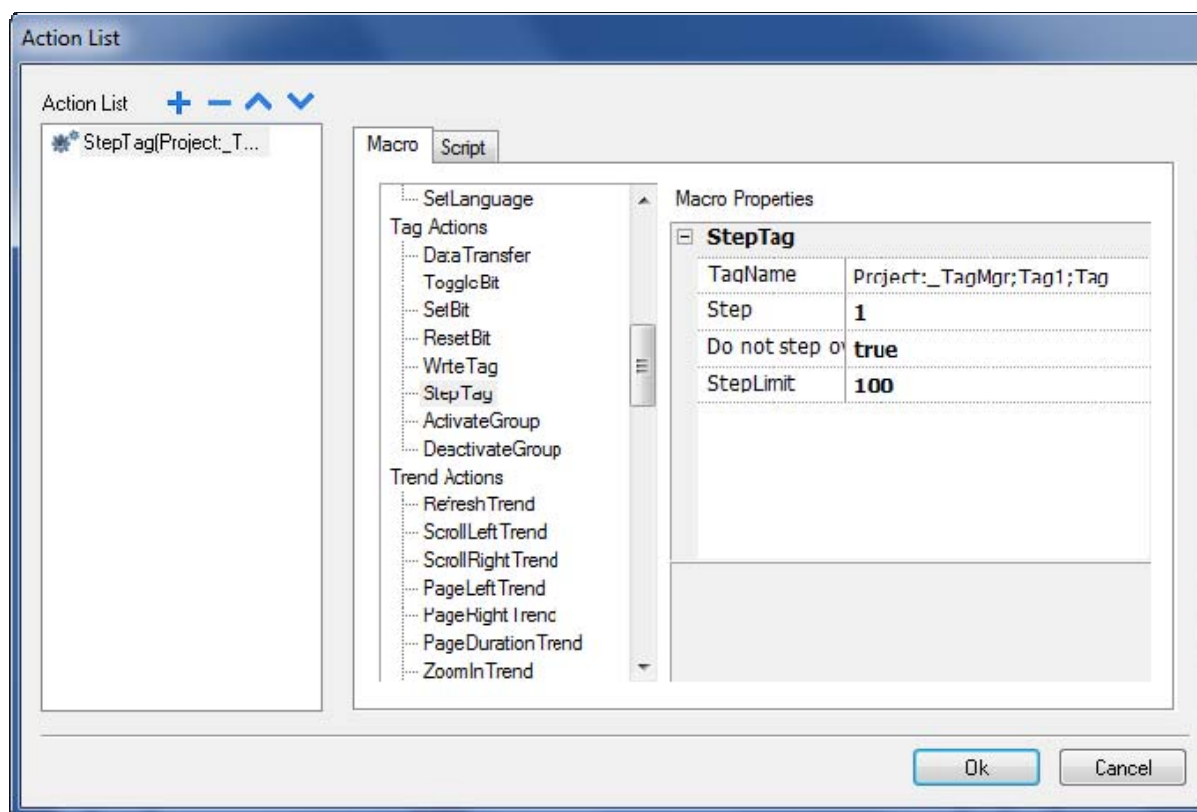 Action List
Action List
StepTag(Project:_T...
Macro Script
SetLanguage
Tag Actions
DataTransfer
ToggleBit
SetBit
ResetBit
WriteTag
StepTag
ActivateGroup
DeactivateGroup
Trend Actions
RefreshTrend
ScrollLeftTrend
ScrollRightTrend
PageLeftTrend
PageRightTrend
PageDurationTrend
ZoomInTrend
Macro Properties
StepTag
TagName Project:_TagMgr;Tag1;Tag
Step 1
Do not step ov true
StepLimit 100
Ok Cancel